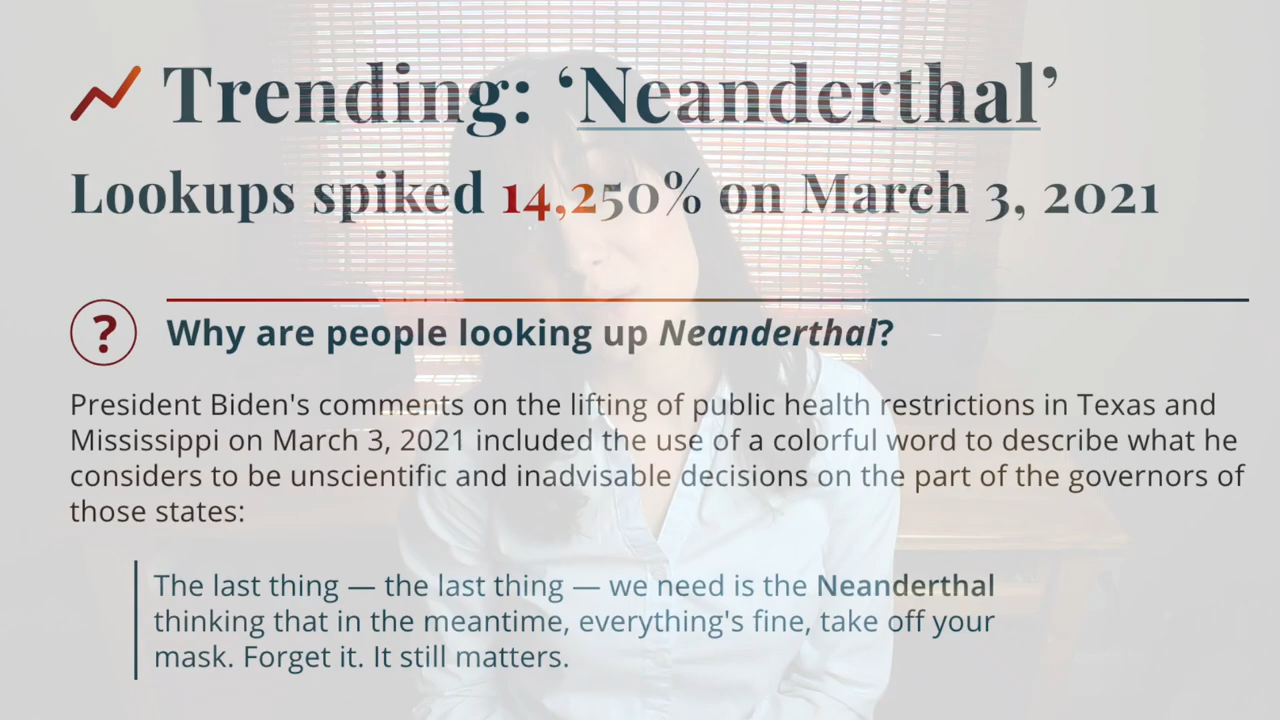 Trending: ‘Neanderthal’
Lookups spiked 14,250% on March 3, 2021
? Why are people looking up Neanderthal?
President Biden's comments on the lifting of public health restrictions in Texas and
Mississippi on March 3, 2021 included the use of a colorful word to describe what he
considers to be unscientific and inadvisable decisions on the part of the governors of
those states:
The last thing — the last thing — we need is the Neanderthal
thinking that in the meantime, everything's fine, take off your
mask. Forget it. It still matters.